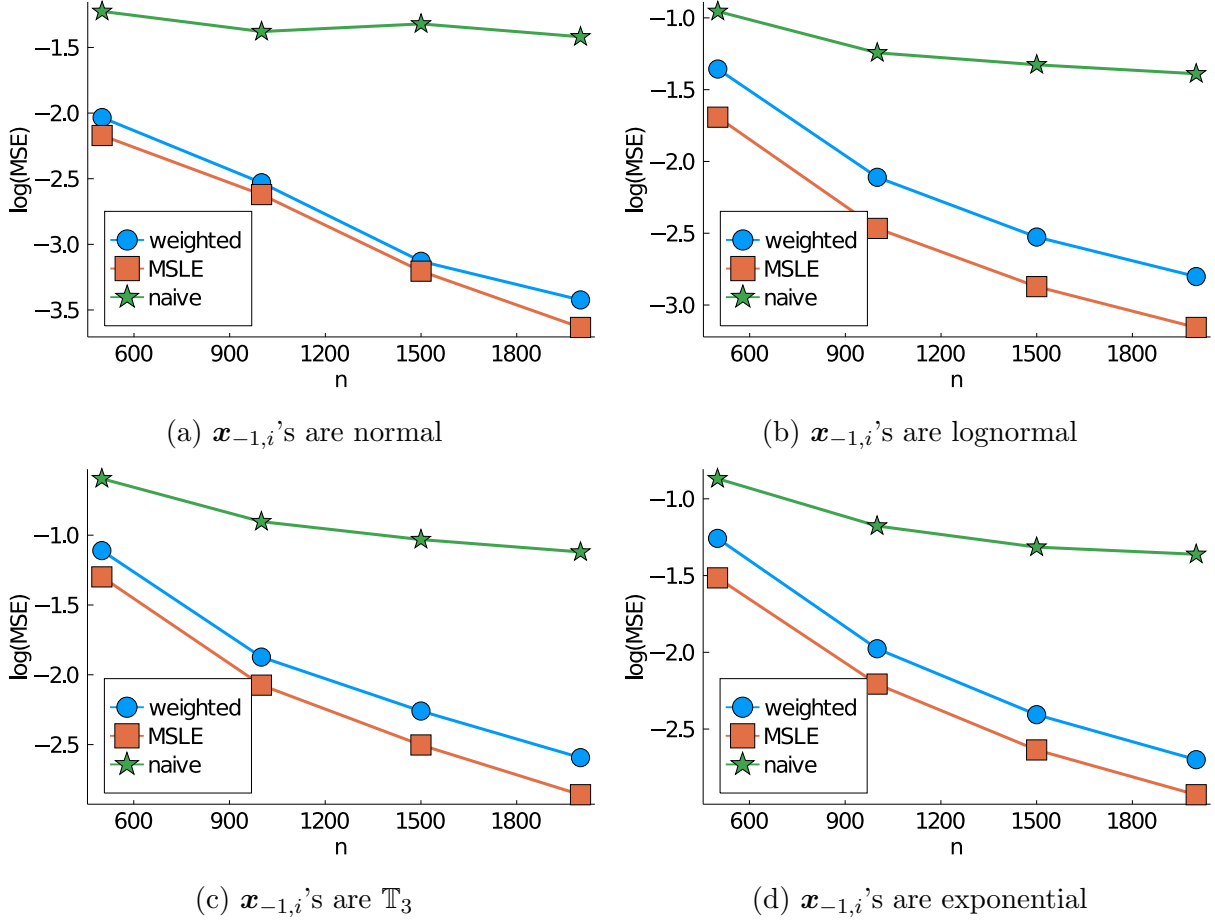 −1.5
−2.0
−2.5
−3.0
−3.5
log(MSE)
weighted
MSLE
naive
600 900 1200 1500 1800
n
(a) x₋₁,ᵢ's are normal
−1.0
−1.5
−2.0
−2.5
−3.0
log(MSE)
weighted
MSLE
naive
600 900 1200 1500 1800
n
(b) x₋₁,ᵢ's are lognormal
−1.0
−1.5
−2.0
−2.5
log(MSE)
weighted
MSLE
naive
600 900 1200 1500 1800
n
(c) x₋₁,ᵢ's are 𝕋₃
−1.0
−1.5
−2.0
−2.5
log(MSE)
weighted
MSLE
naive
600 900 1200 1500 1800
n
(d) x₋₁,ᵢ's are exponential